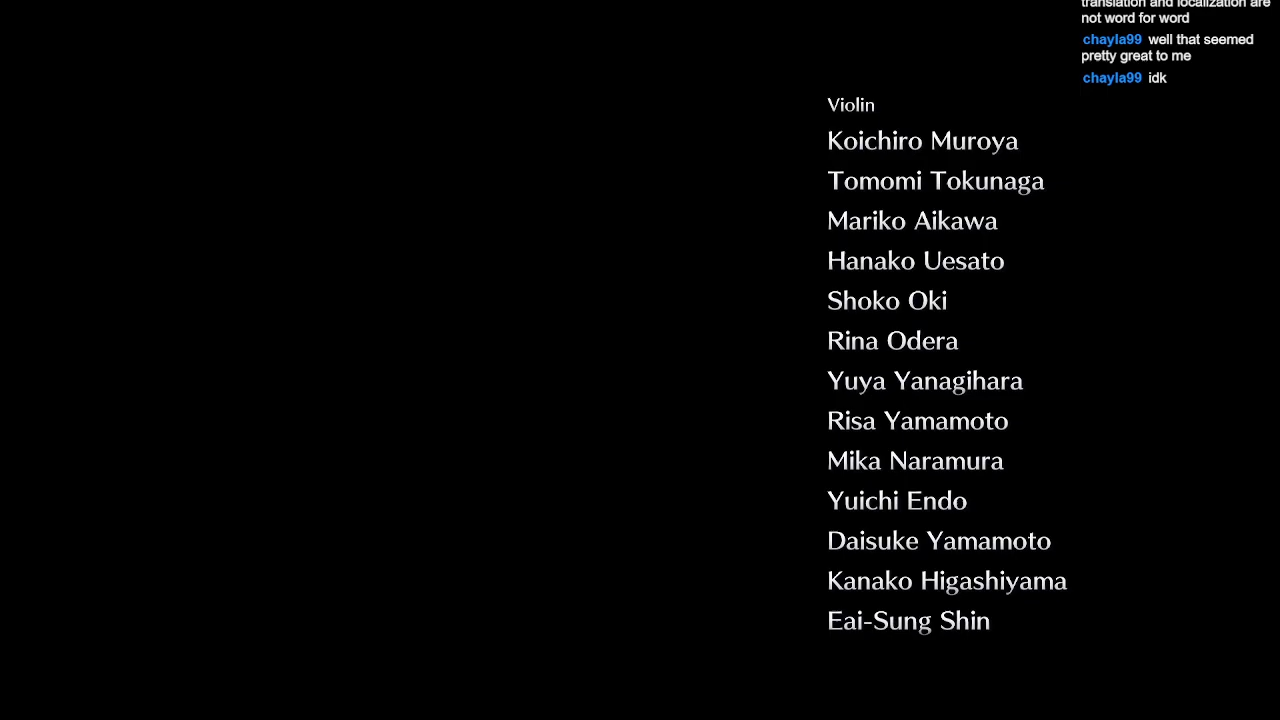 translation and localization are
not word for word
chayla99 well that seemed
pretty great to me
chayla99 idk
Violin
Koichiro Muroya
Tomomi Tokunaga
Mariko Aikawa
Hanako Uesato
Shoko Oki
Rina Odera
Yuya Yanagihara
Risa Yamamoto
Mika Naramura
Yuichi Endo
Daisuke Yamamoto
Kanako Higashiyama
Eai-Sung Shin